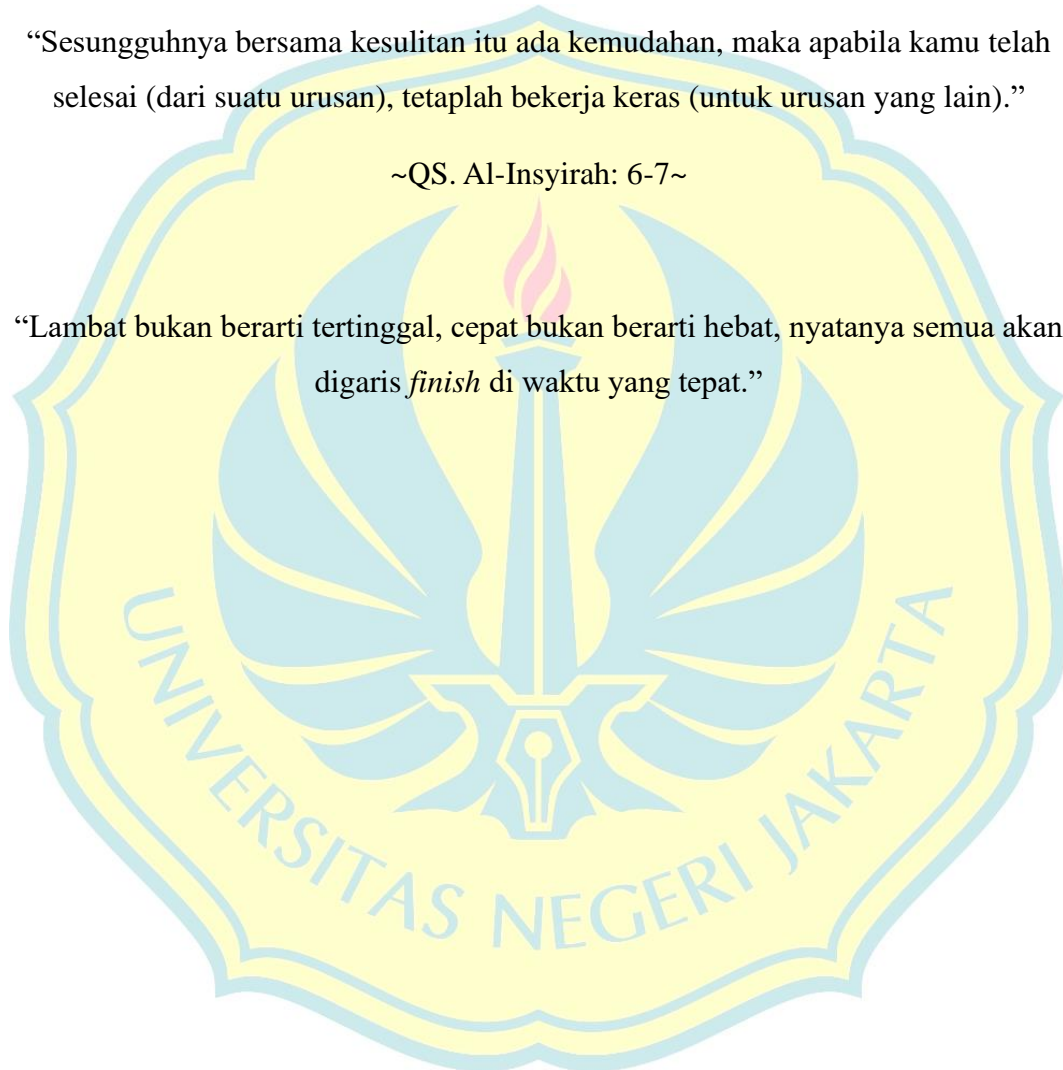 “Sesungguhnya bersama kesulitan itu ada kemudahan, maka apabila kamu telah
selesai (dari suatu urusan), tetaplah bekerja keras (untuk urusan yang lain).”
~QS. Al-Insyirah: 6-7~
“Lambat bukan berarti tertinggal, cepat bukan berarti hebat, nyatanya semua akan
digaris finish di waktu yang tepat.”
UNIVERSITAS NEGERI JAKARTA